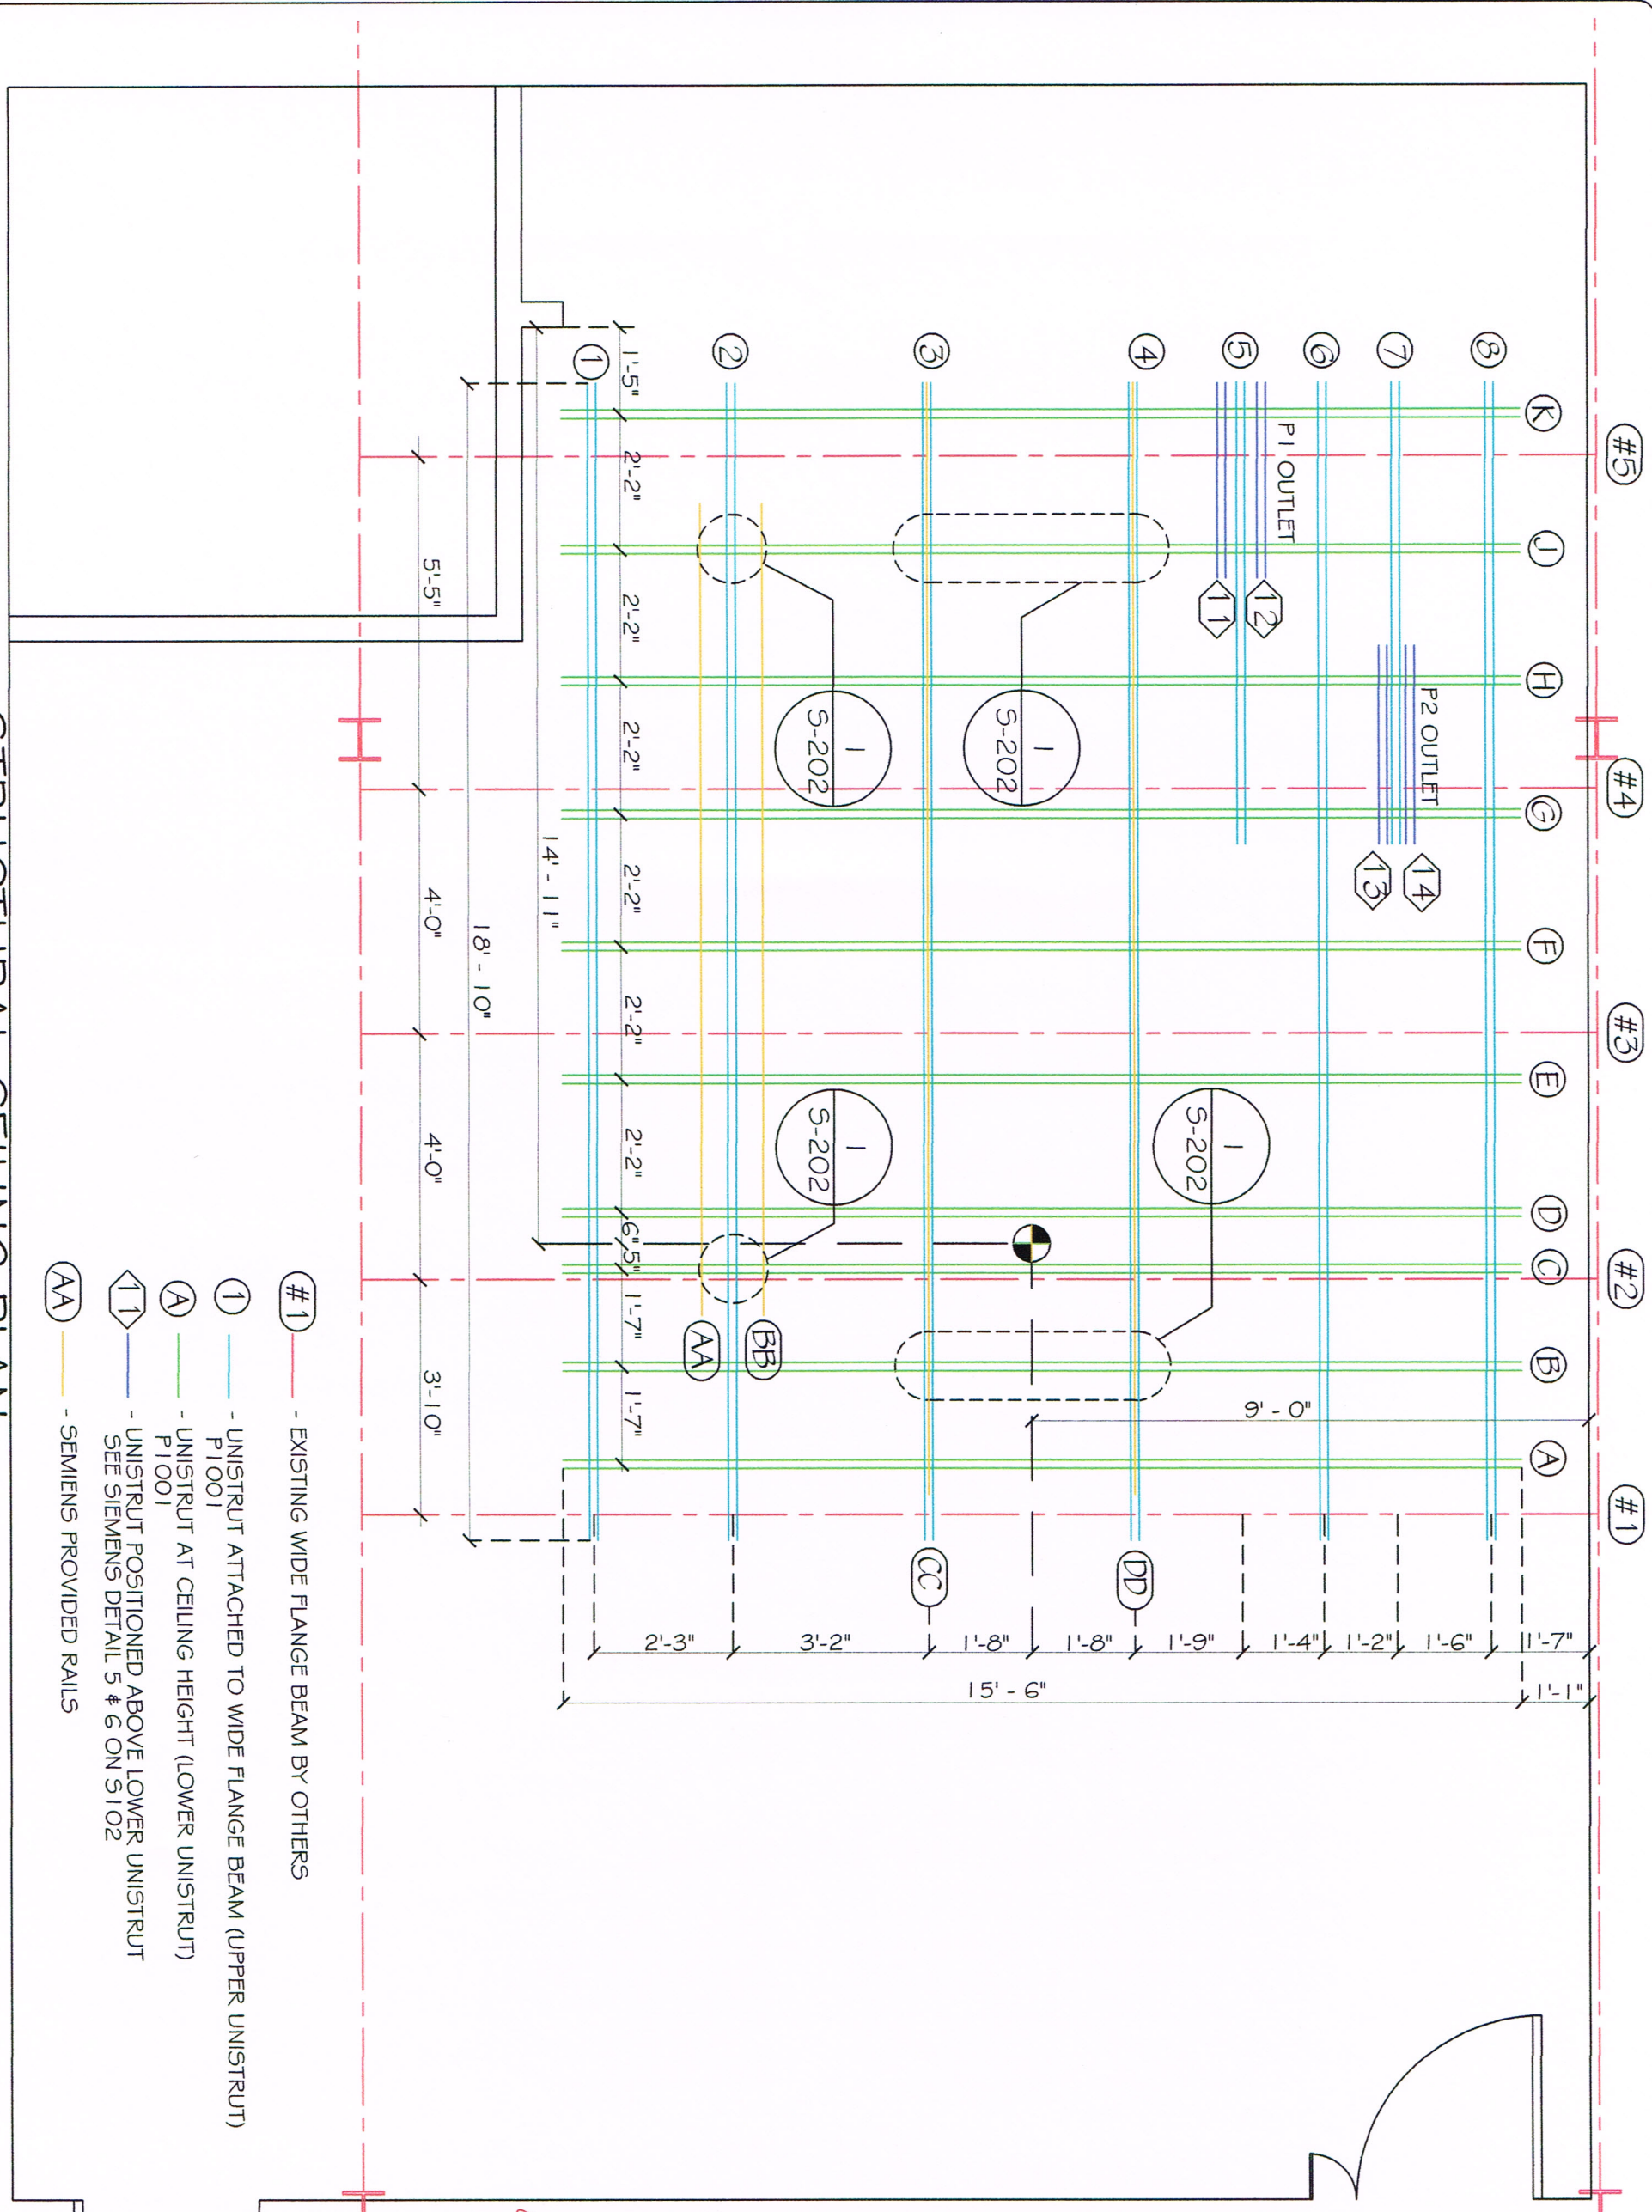 #5
#4
#3
#2
#1
K
J
H
G
F
E
D
C
B
A
8
7
6
5
4
3
2
1
P1 OUTLET
12
11
P2 OUTLET
14
13
1
S-202
1
S-202
1
S-202
1
S-202
AA
BB
CC
DD
1'-5"
2'-2"
2'-2"
2'-2"
2'-2"
2'-2"
2'-2"
6"
5"
1'-7"
1'-7"
14' - 11"
18' - 10"
5'-5"
4'-0"
4'-0"
3'-10"
9' - 0"
2'-3"
3'-2"
1'-8"
1'-8"
1'-9"
1'-4"
1'-2"
1'-6"
1'-7"
15' - 6"
1'-1"
#1 - EXISTING WIDE FLANGE BEAM BY OTHERS
1 - UNISTRUT ATTACHED TO WIDE FLANGE BEAM (UPPER UNISTRUT)
P1001
A - UNISTRUT AT CEILING HEIGHT (LOWER UNISTRUT)
P1001
11 - UNISTRUT POSITIONED ABOVE LOWER UNISTRUT
SEE SIEMENS DETAIL 5 & 6 ON S102
AA - SEMIENS PROVIDED RAILS
STRUCTURAL CEILING PLAN